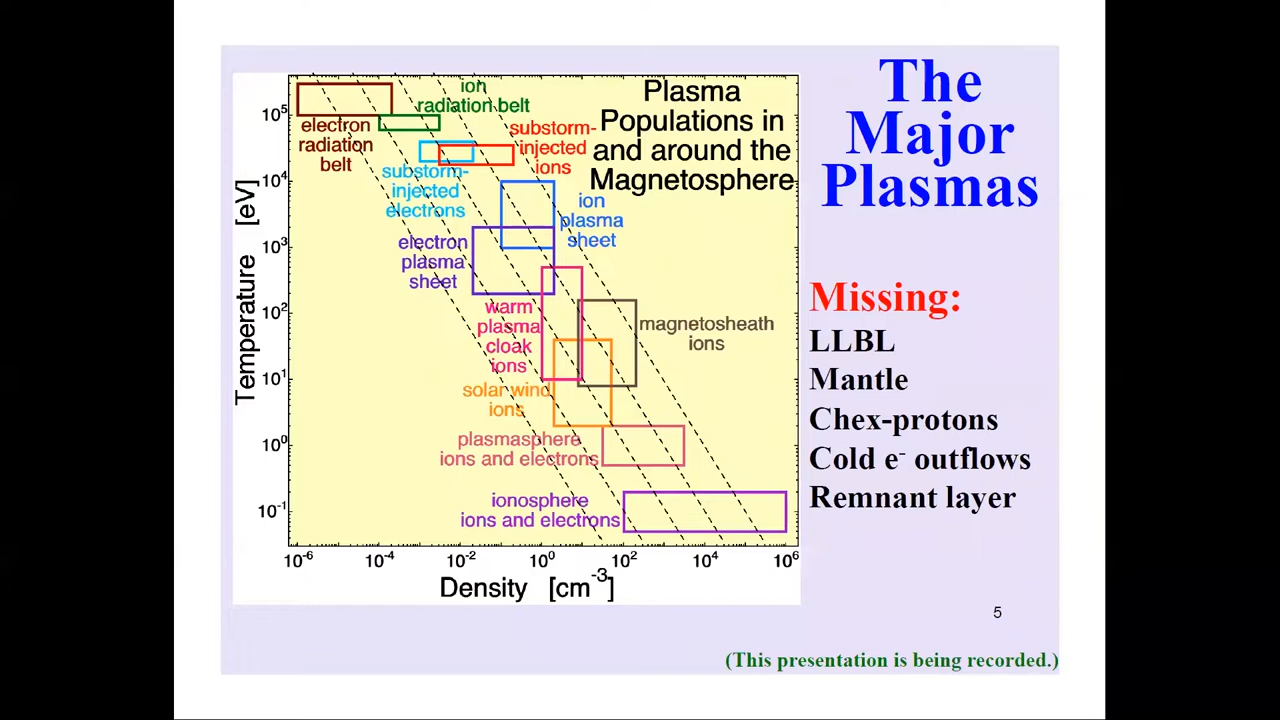 The
Major
Plasmas
Plasma
Populations in
and around the
Magnetosphere
ion
radiation belt
electron
radiation
belt
substorm-
injected
ions
substorm-
injected
electrons
ion
plasma
sheet
electron
plasma
sheet
warm
plasma
cloak
ions
magnetosheath
ions
solar wind
ions
plasmasphere
ions and electrons
ionosphere
ions and electrons
Temperature [eV]
10⁵
10⁴
10³
10²
10¹
10⁰
10⁻¹
10⁻⁶ 10⁻⁴ 10⁻² 10⁰ 10² 10⁴ 10⁶
Density [cm⁻³]
Missing:
LLBL
Mantle
Chex-protons
Cold e⁻ outflows
Remnant layer
5
(This presentation is being recorded.)